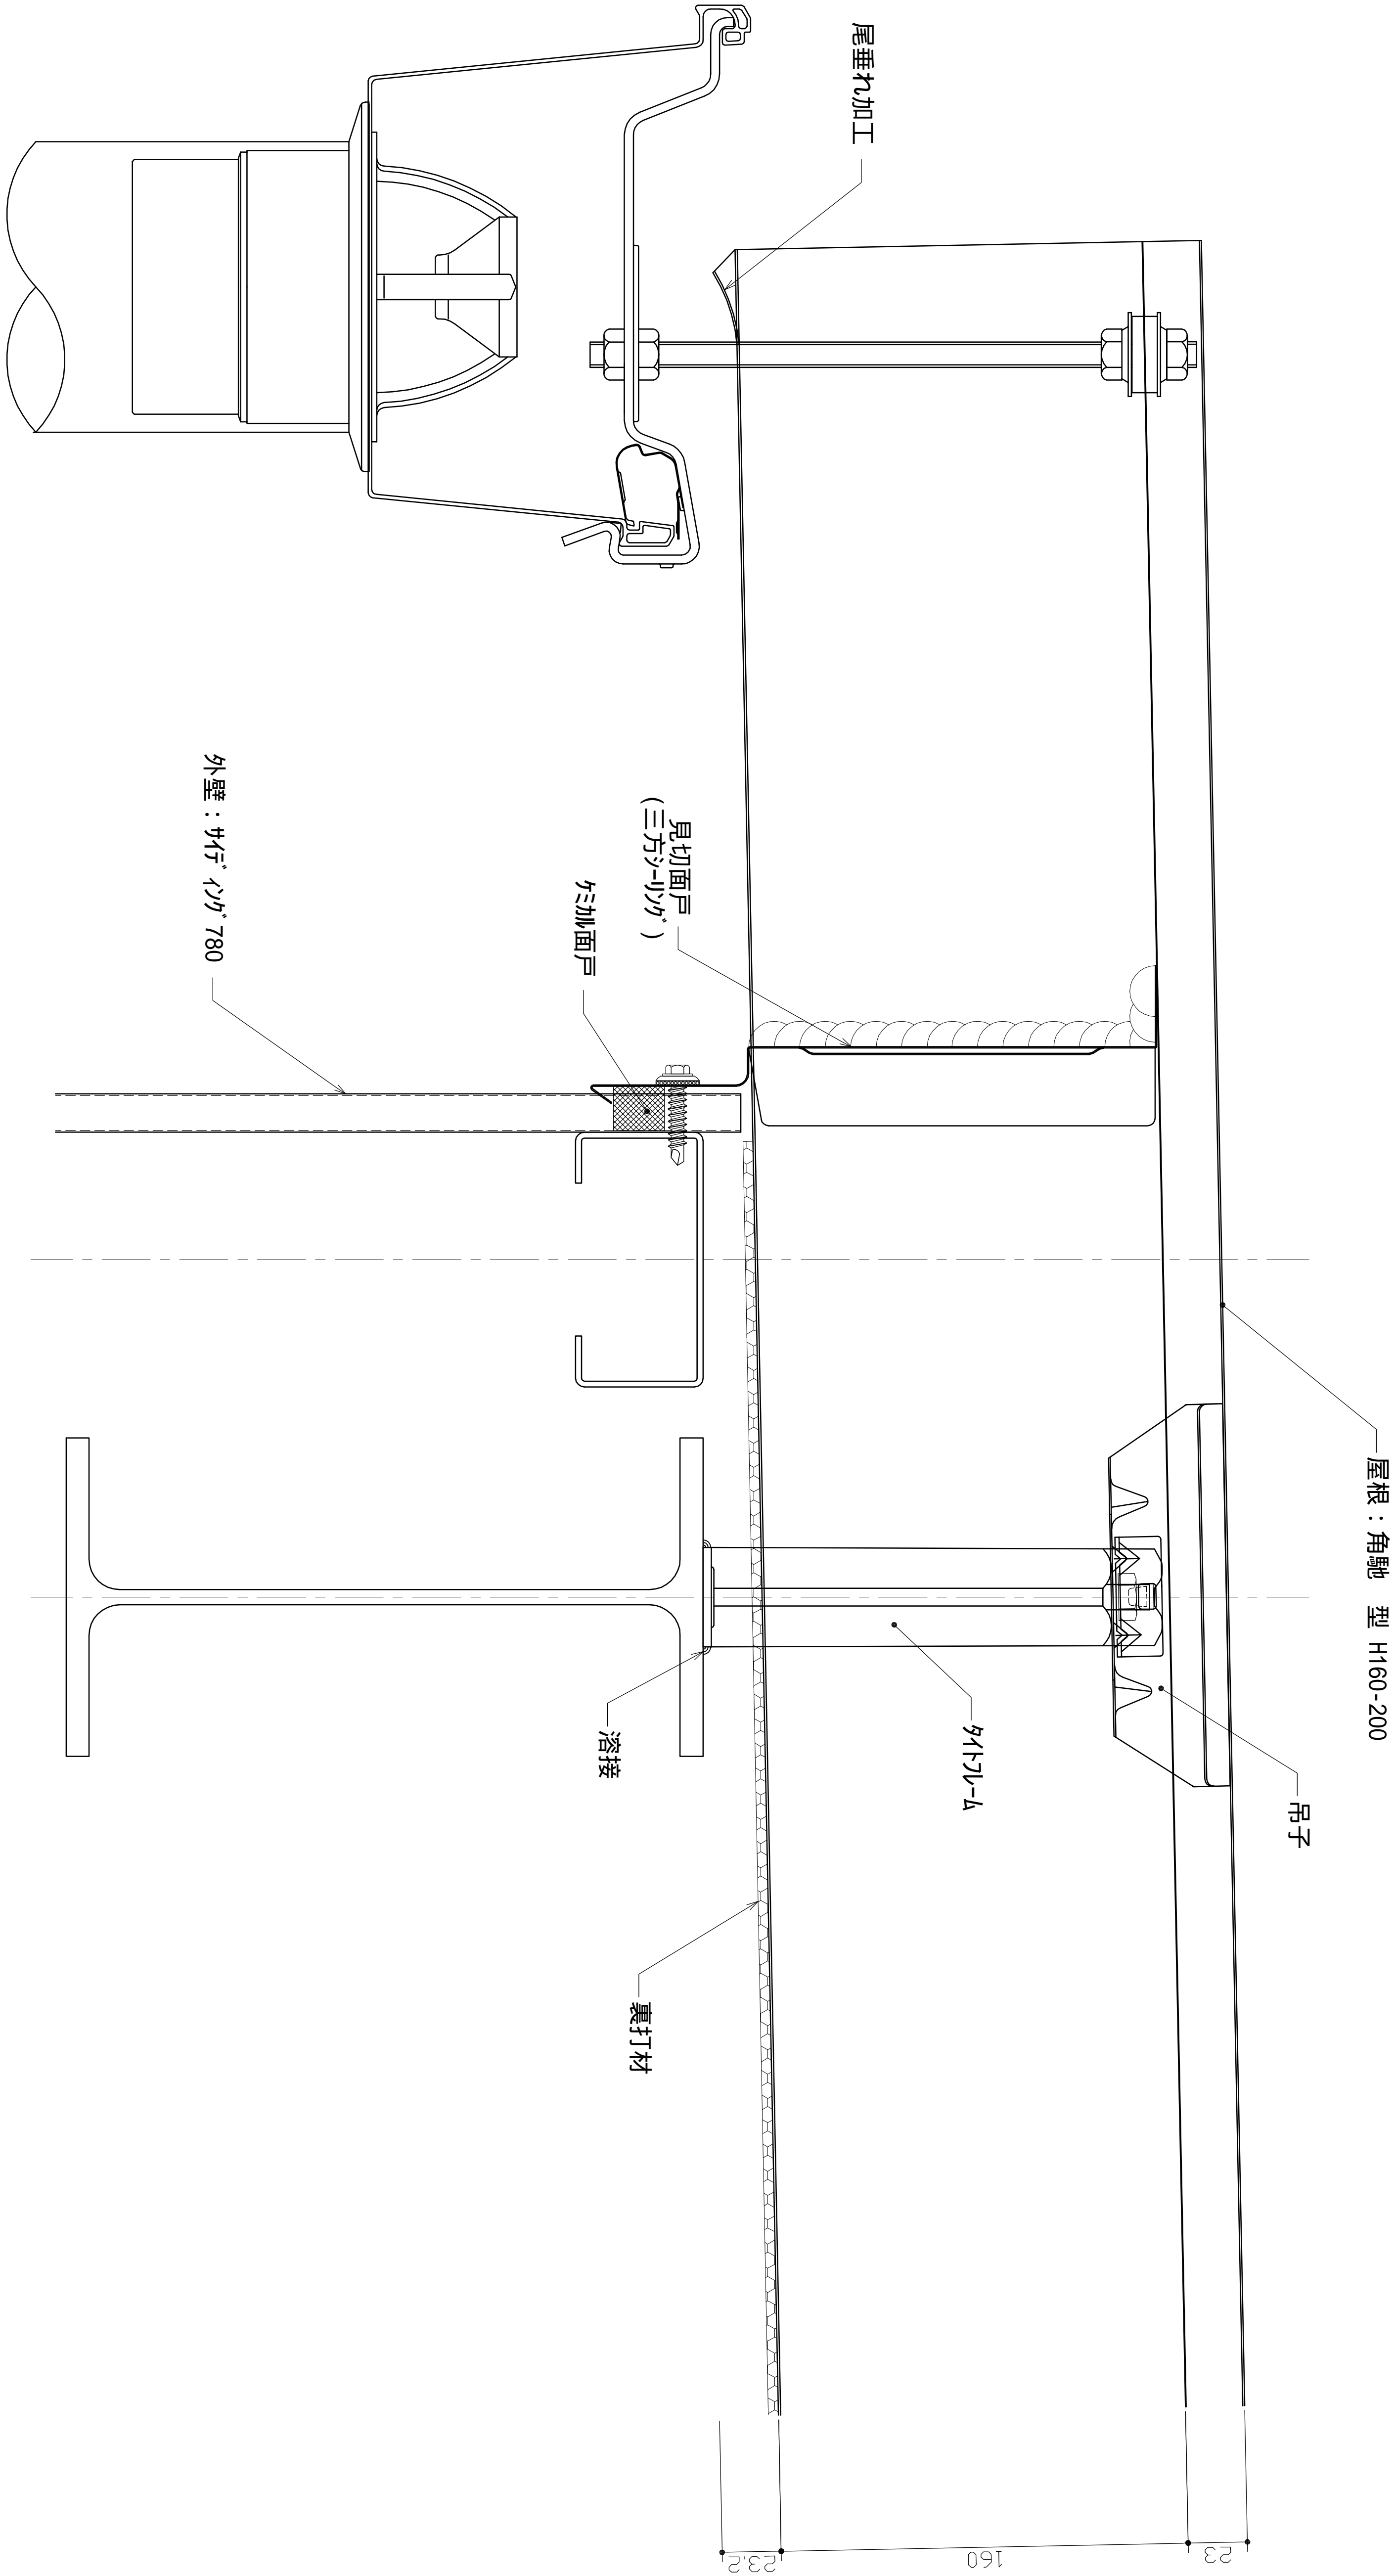 屋根：角馳　型 H160-200
吊子
タイトフレーム
溶接
裏打材
尾垂れ加工
見切面戸
(三方シーリング)
ケミカル面戸
外壁：サイディング780
23
160
23.2